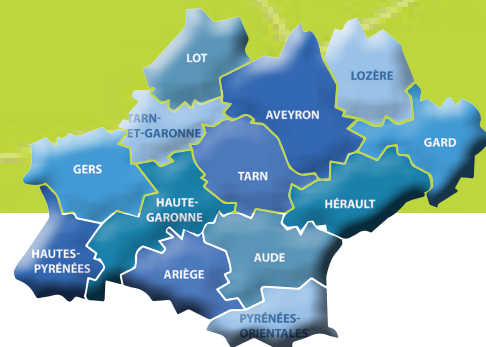 LOT
LOZÈRE
AVEYRON
TARN-
ET-GARONNE
GARD
GERS
TARN
HAUTE-
GARONNE
HÉRAULT
HAUTES-
PYRÉNÉES
AUDE
ARIÈGE
PYRÉNÉES-
ORIENTALES